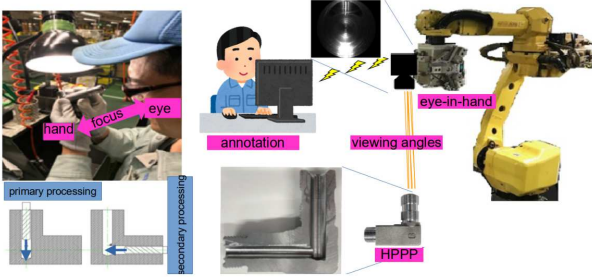 hand
focus
eye
primary processing
secondary processing
annotation
viewing angles
eye-in-hand
HPPP